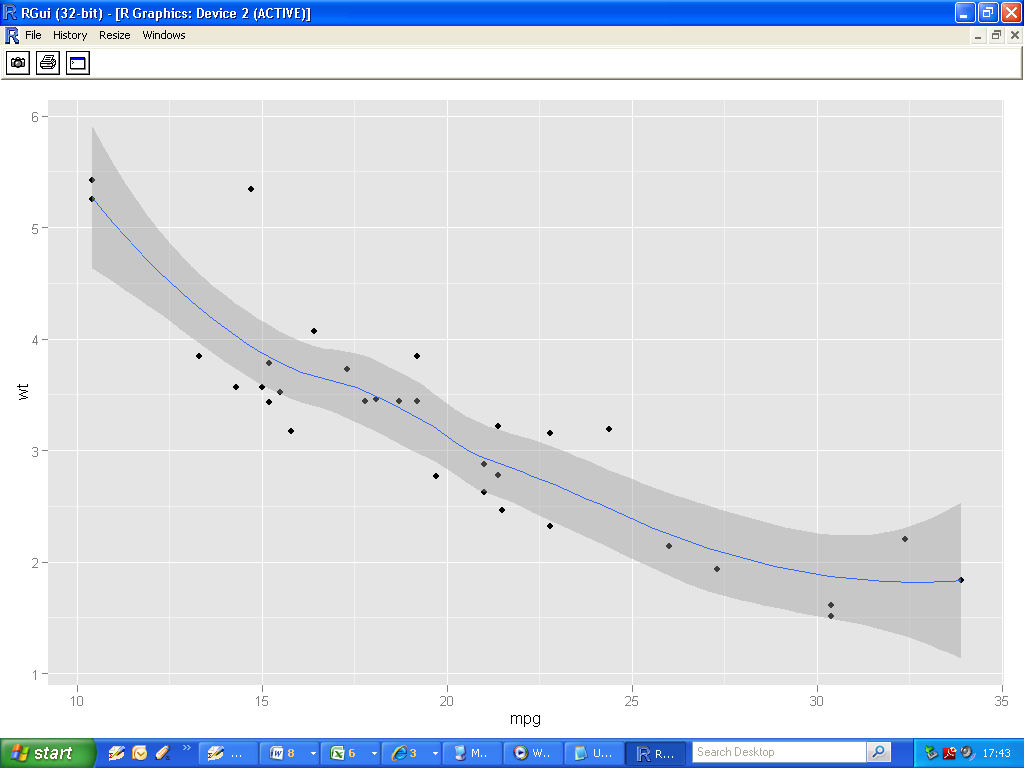 RGui (32-bit) - [R Graphics: Device 2 (ACTIVE)]
File History Resize Windows
6
5
4
3
2
1
wt
10 15 20 25 30 35
mpg
start ... 8 6 3 M.. W.. U... R... Search Desktop 17:43